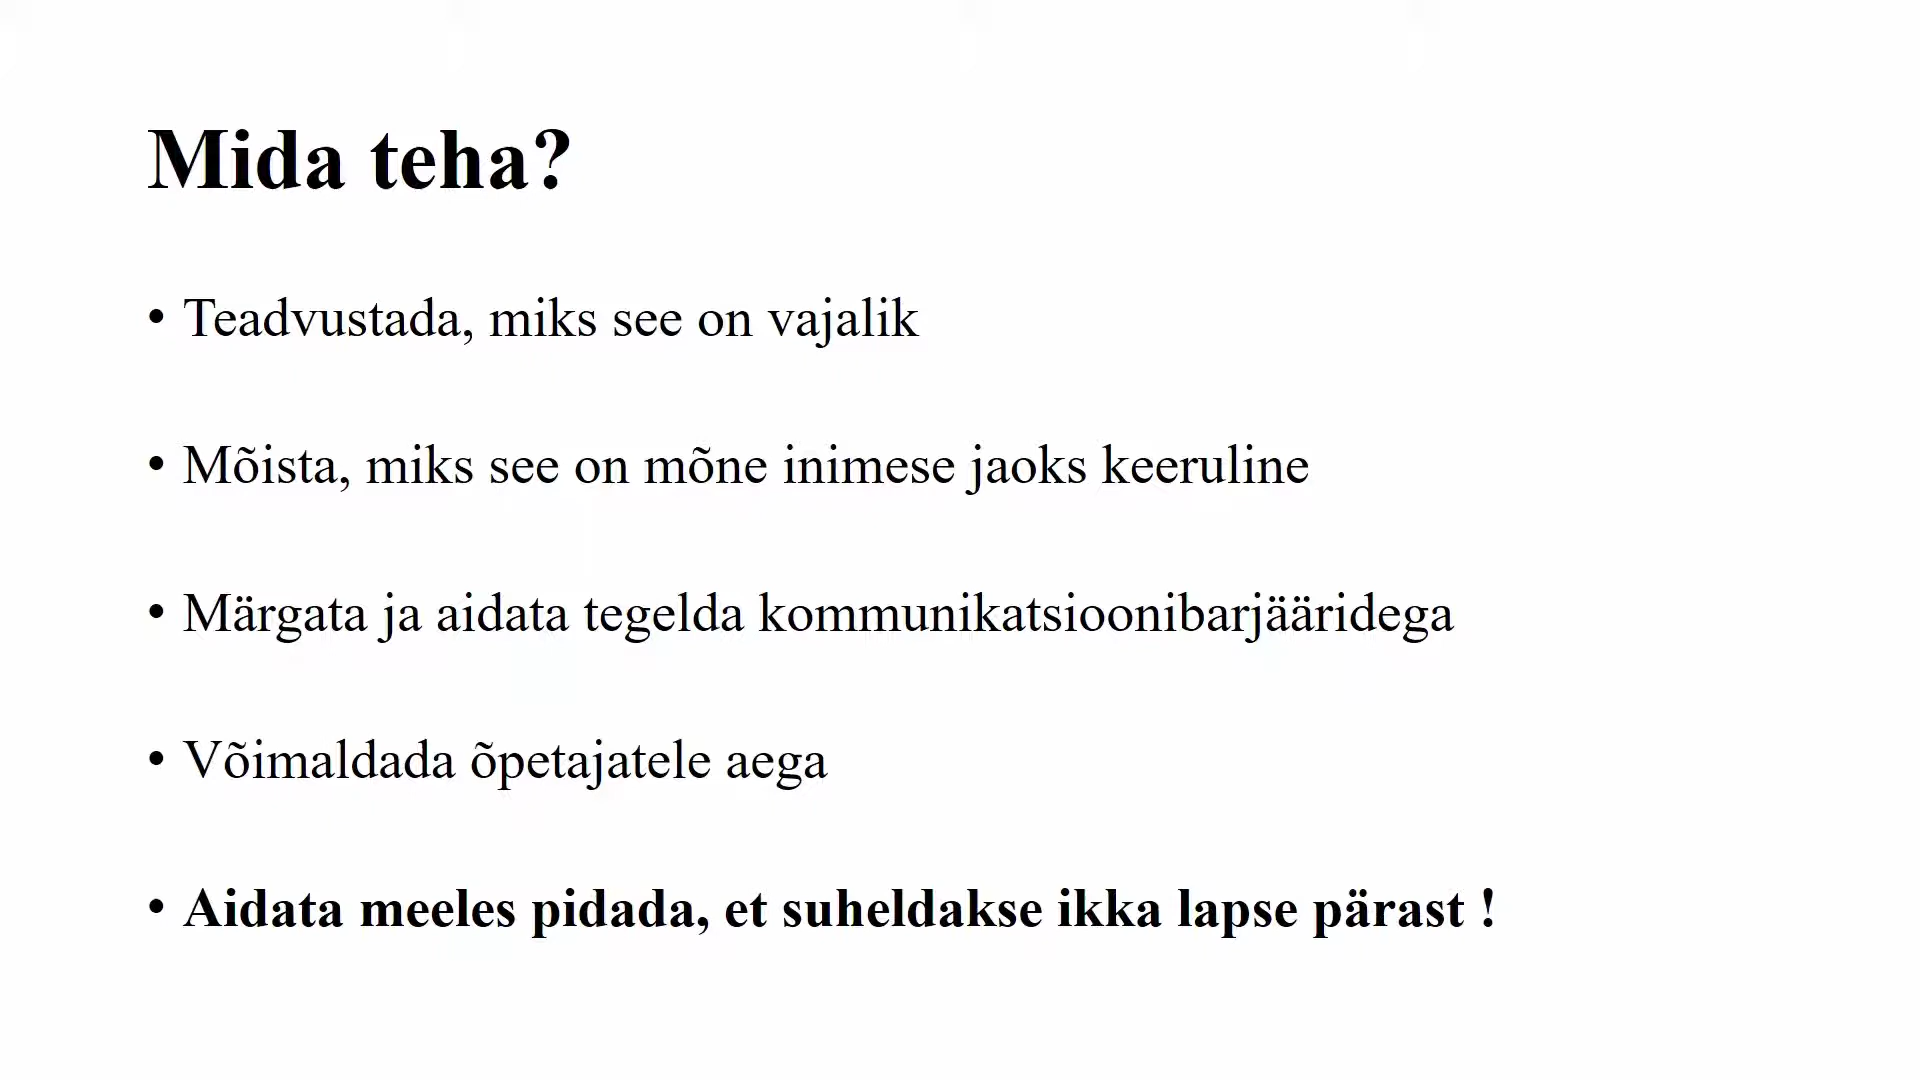 Mida teha?
• Teadvustada, miks see on vajalik
• Mõista, miks see on mõne inimese jaoks keeruline
• Märgata ja aidata tegelda kommunikatsioonibarjääridega
• Võimaldada õpetajatele aega
• Aidata meeles pidada, et suheldakse ikka lapse pärast !